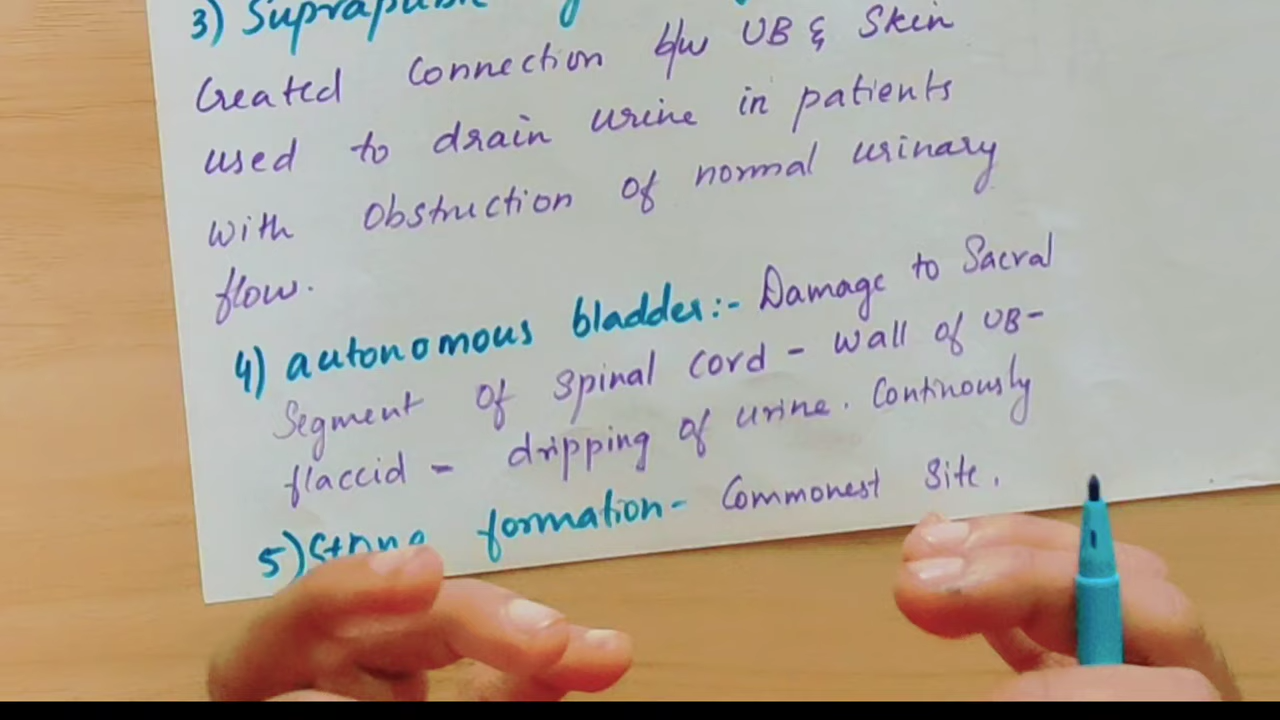 3) Suprapubic
Created Connection b/w UB & Skin
used to drain urine in patients
with Obstruction of normal urinary
flow.
4) autonomous bladder:- Damage to Sacral
Segment of spinal cord - wall of UB-
flaccid - dripping of urine. Continously
5) Stone formation- Commonest Site.